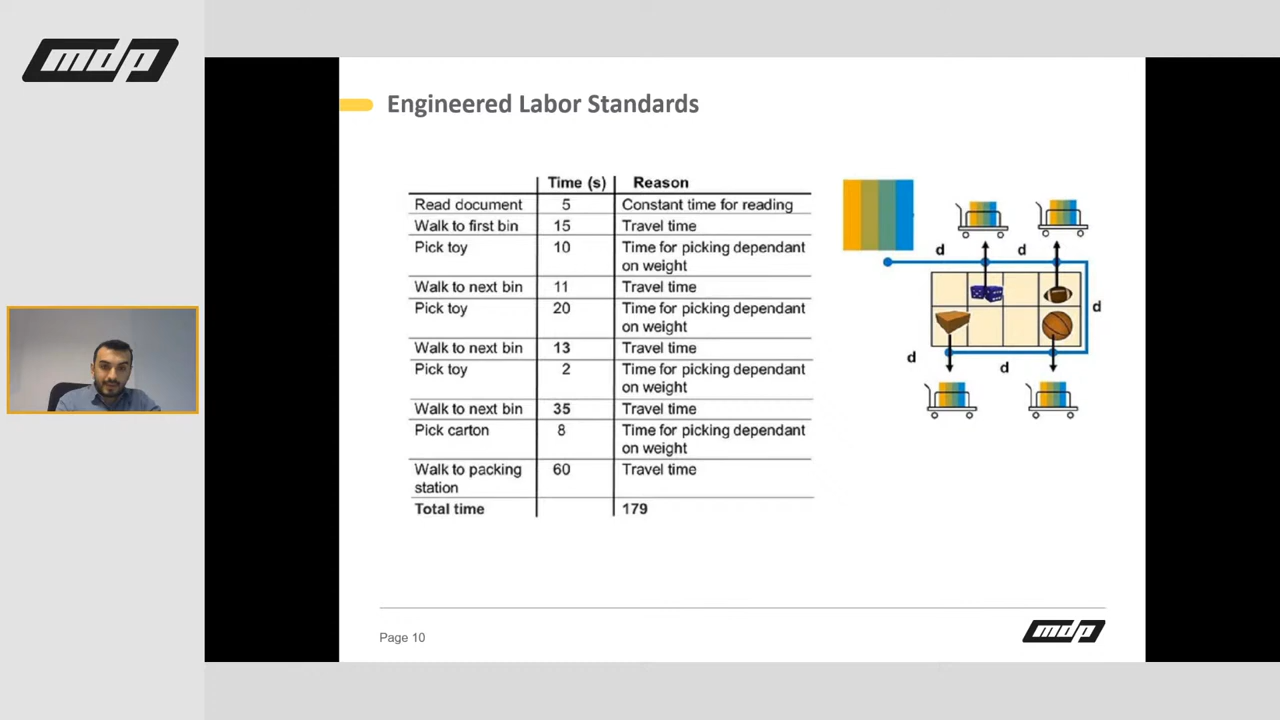 mdp
Engineered Labor Standards
Time (s) Reason
Read document 5 Constant time for reading
Walk to first bin 15 Travel time
Pick toy 10 Time for picking dependant
on weight
Walk to next bin 11 Travel time
Pick toy 20 Time for picking dependant
on weight
Walk to next bin 13 Travel time
Pick toy 2 Time for picking dependant
on weight
Walk to next bin 35 Travel time
Pick carton 8 Time for picking dependant
on weight
Walk to packing 60 Travel time
station
Total time 179
d d
d
d
d
Page 10
mdp